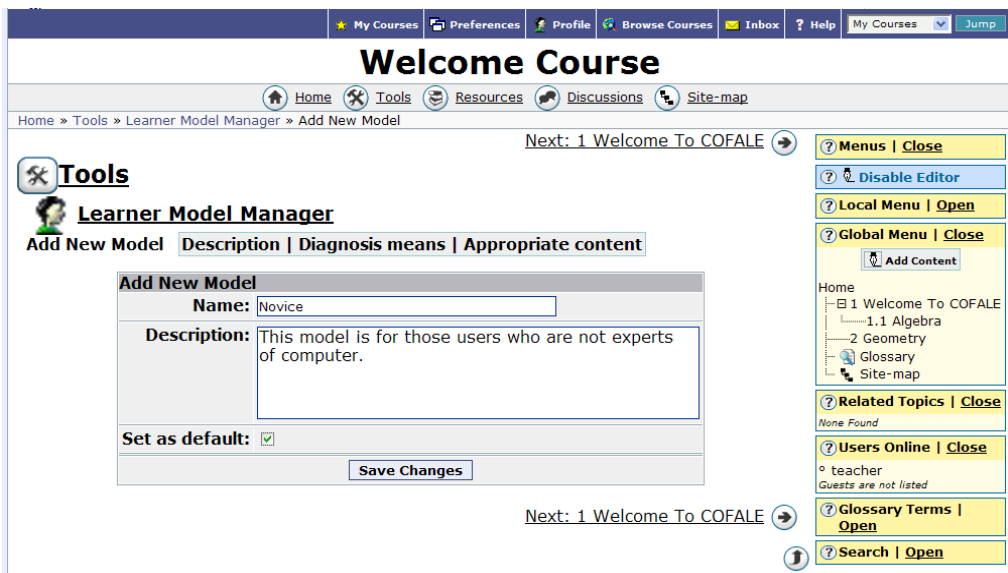 My Courses Preferences Profile Browse Courses Inbox ? Help My Courses Jump
Welcome Course
Home Tools Resources Discussions Site-map
Home » Tools » Learner Model Manager » Add New Model
Next: 1 Welcome To COFALE
Tools
Learner Model Manager
Add New Model Description | Diagnosis means | Appropriate content
Add New Model
Name: Novice
Description: This model is for those users who are not experts
of computer.
Set as default:
Save Changes
Next: 1 Welcome To COFALE
? Menus | Close
? Disable Editor
? Local Menu | Open
? Global Menu | Close
Add Content
Home
1 Welcome To COFALE
1.1 Algebra
2 Geometry
Glossary
Site-map
? Related Topics | Close
None Found
? Users Online | Close
° teacher
Guests are not listed
? Glossary Terms |
Open
? Search | Open